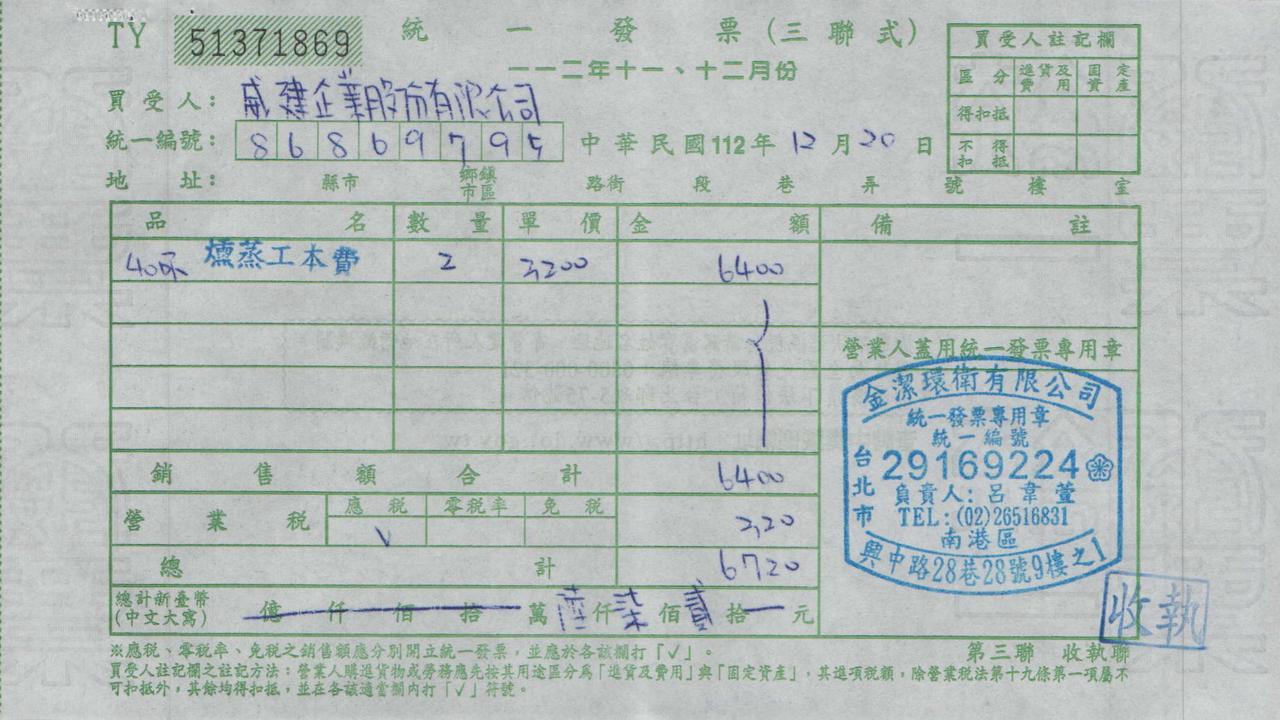 TY 51371869 統一發票(三聯式)
一一二年十一、十二月份
買受人註記欄
區分 進貨及費用 固定資產
得扣抵
不得扣抵
買受人: 威建企業股份有限公司
統一編號: 86869795 中華民國112年12月20日
地址: 縣市 鄉鎮市區 路街 段 巷 弄 號 樓 室
品名 數量 單價 金額 備註
40呎 燻蒸工本費 2 3,200 6400
營業人蓋用統一發票專用章
銷售額合計 6400
營業稅 應稅 零稅率 免稅
V 3,20
總計 6720
總計新臺幣(中文大寫) 億仟佰拾萬陸仟柒佰貳拾元
金潔環衛有限公司
統一發票專用章
統一編號
台北市
29169224
負責人:呂韋萱
TEL:(02)26516831
南港區
興中路28巷28號9樓之1
收執
第三聯 收執聯
※應稅、零稅率、免稅之銷售額應分別開立統一發票,並應於各該欄打「V」。
買受人註記欄之註記方法:營業人購進貨物或勞務應先按其用途區分為「進貨及費用」與「固定資產」,其進項稅額,除營業稅法第十九條第一項屬不
可扣抵外,其餘均得扣抵,並在各該適當欄內打「V」符號。